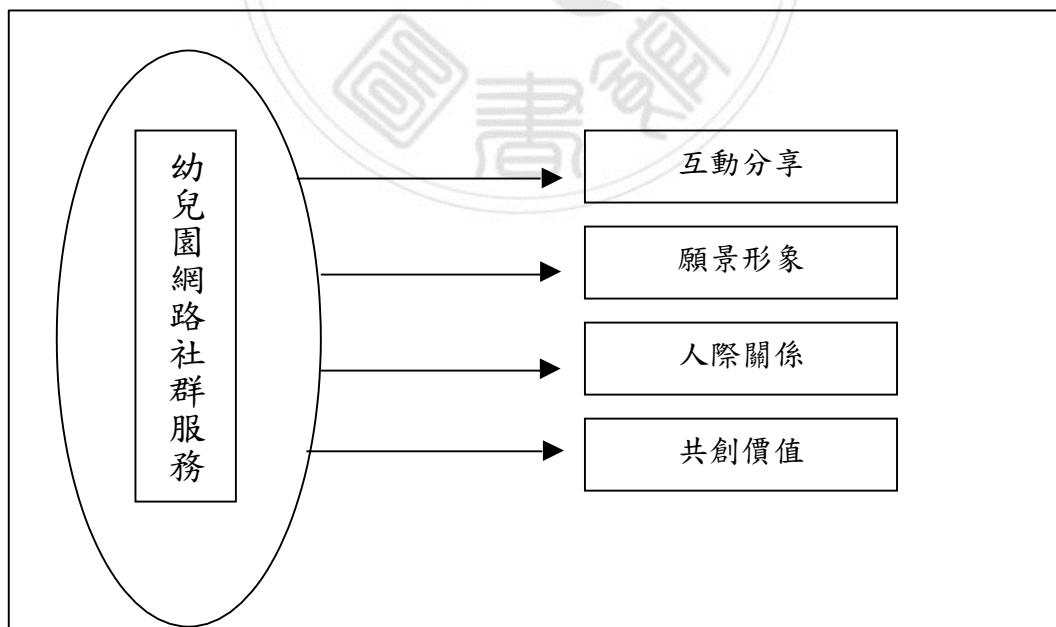 幼兒園網路社群服務
互動分享
願景形象
人際關係
共創價值
書